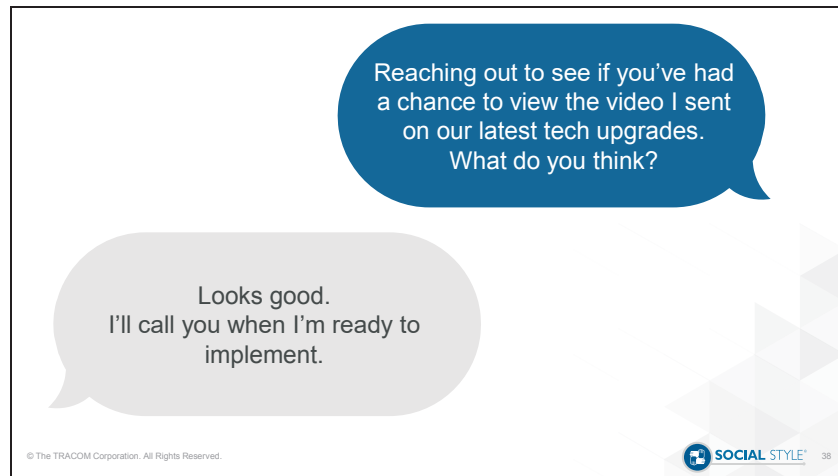 Reaching out to see if you’ve had
a chance to view the video I sent
on our latest tech upgrades.
What do you think?
Looks good.
I’ll call you when I’m ready to
implement.
© The TRACOM Corporation. All Rights Reserved.
SOCIAL STYLE®
38